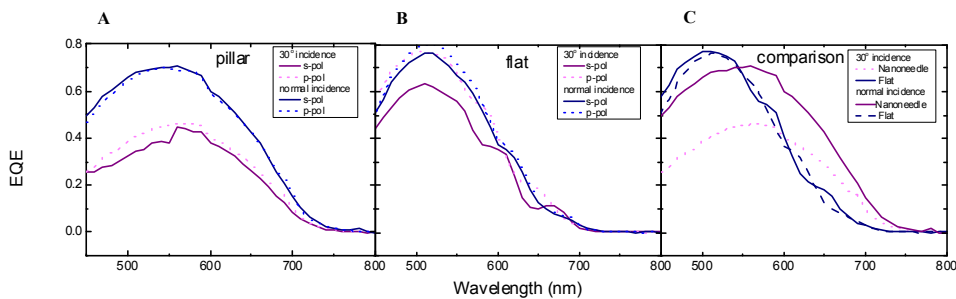 A
B
C
pillar
30° incidence
s-pol
p-pol
normal incidence
s-pol
p-pol
flat
30° incidence
s-pol
p-pol
normal incidence
s-pol
p-pol
comparison
30° incidence
Nanoneedle
Flat
normal incidence
Nanoneedle
Flat
EQE
0.8
0.6
0.4
0.2
0.0
500
600
700
800
500
600
700
800
500
600
700
800
Wavelength (nm)